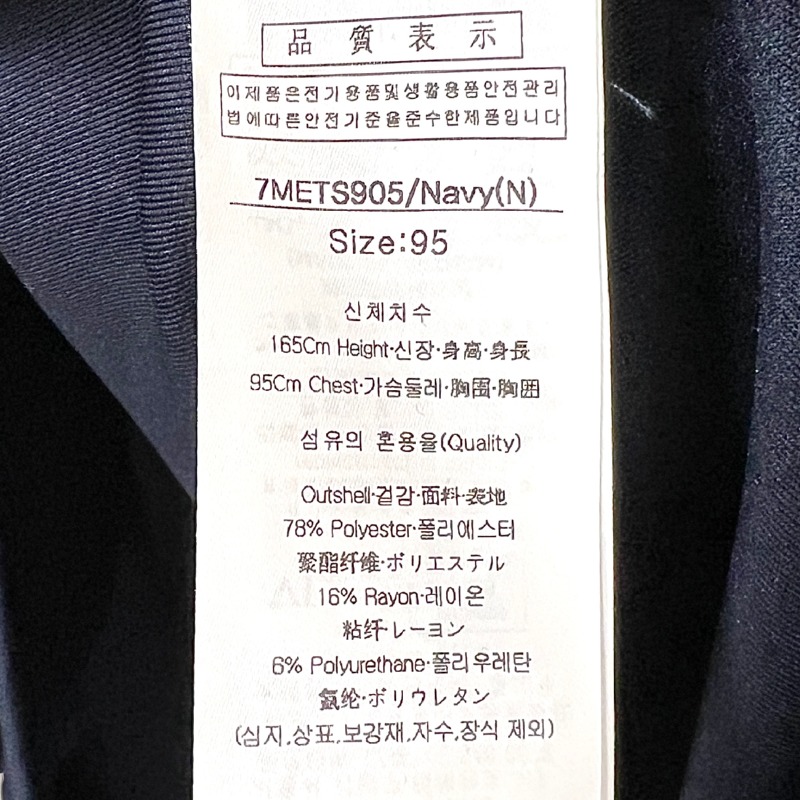 品質表示
이제품은전기용품및생활용품안전관리
법에따른안전기준을준수한제품입니다
7METS905/Navy(N)
Size:95
신체치수
165Cm Height·신장·身高·身長
95Cm Chest·가슴둘레·胸围·胸囲
섬유의 혼용율(Quality)
Outshell·겉감·面料·表地
78% Polyester·폴리에스터
聚酯纤维·ポリエステル
16% Rayon·레이온
粘纤·レーヨン
6% Polyurethane·폴리우레탄
氨纶·ポリウレタン
(심지,상표,보강재,자수,장식 제외)